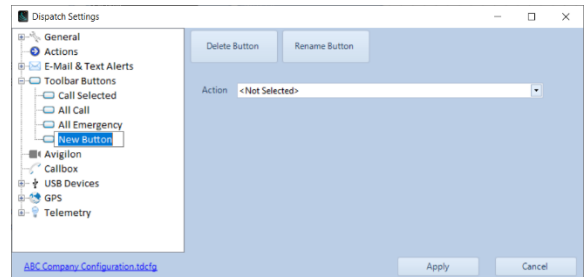 Dispatch Settings
General
Actions
E-Mail & Text Alerts
Toolbar Buttons
Call Selected
All Call
All Emergency
New Button
Avigilon
Callbox
USB Devices
GPS
Telemetry
Delete Button Rename Button
Action <Not Selected>
ABC Company Configuration.tdcfg Apply Cancel